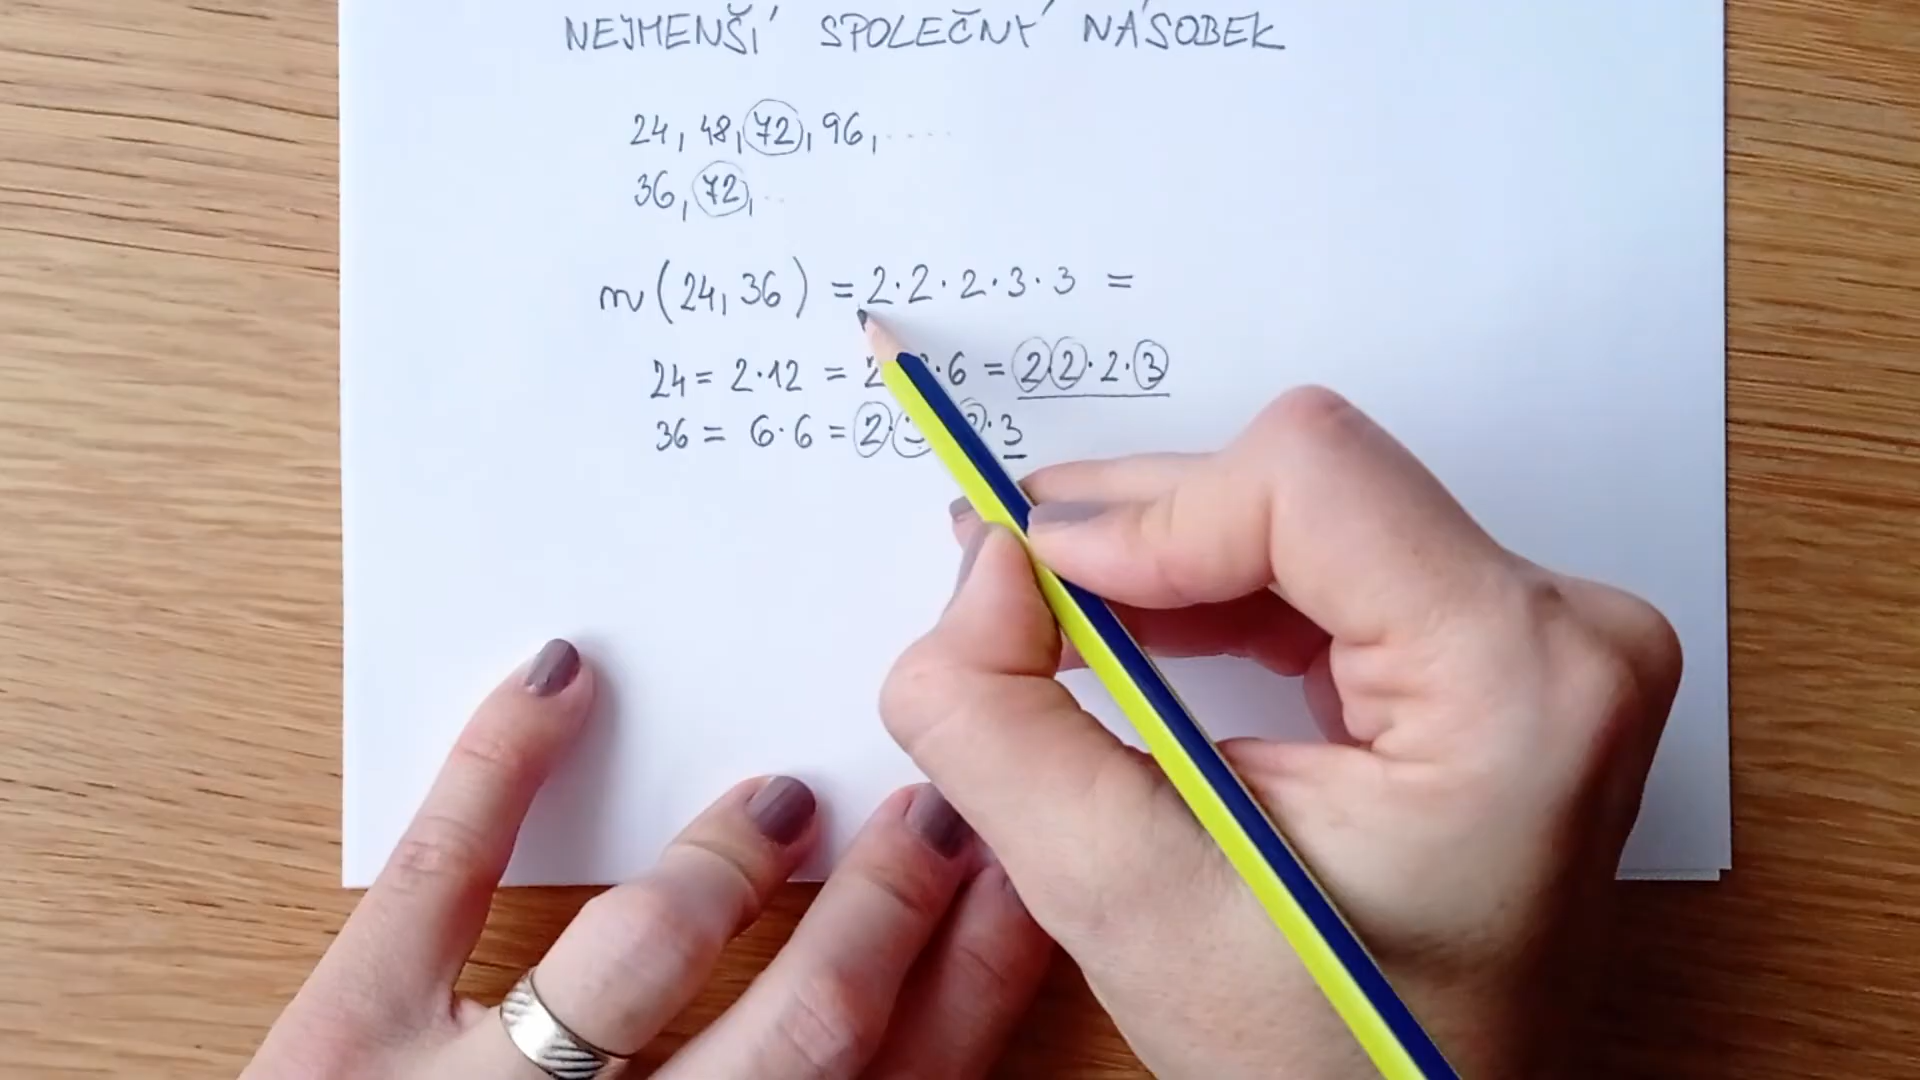 NEJMENŠÍ SPOLEČNÝ NÁSOBEK
24, 48, 72, 96, ....
36, 72, ..
n (24, 36) = 2·2·2·3·3 =
24 = 2·12 = 2 ·6 = 2 2·2·3
36 = 6·6 = 2· ·3